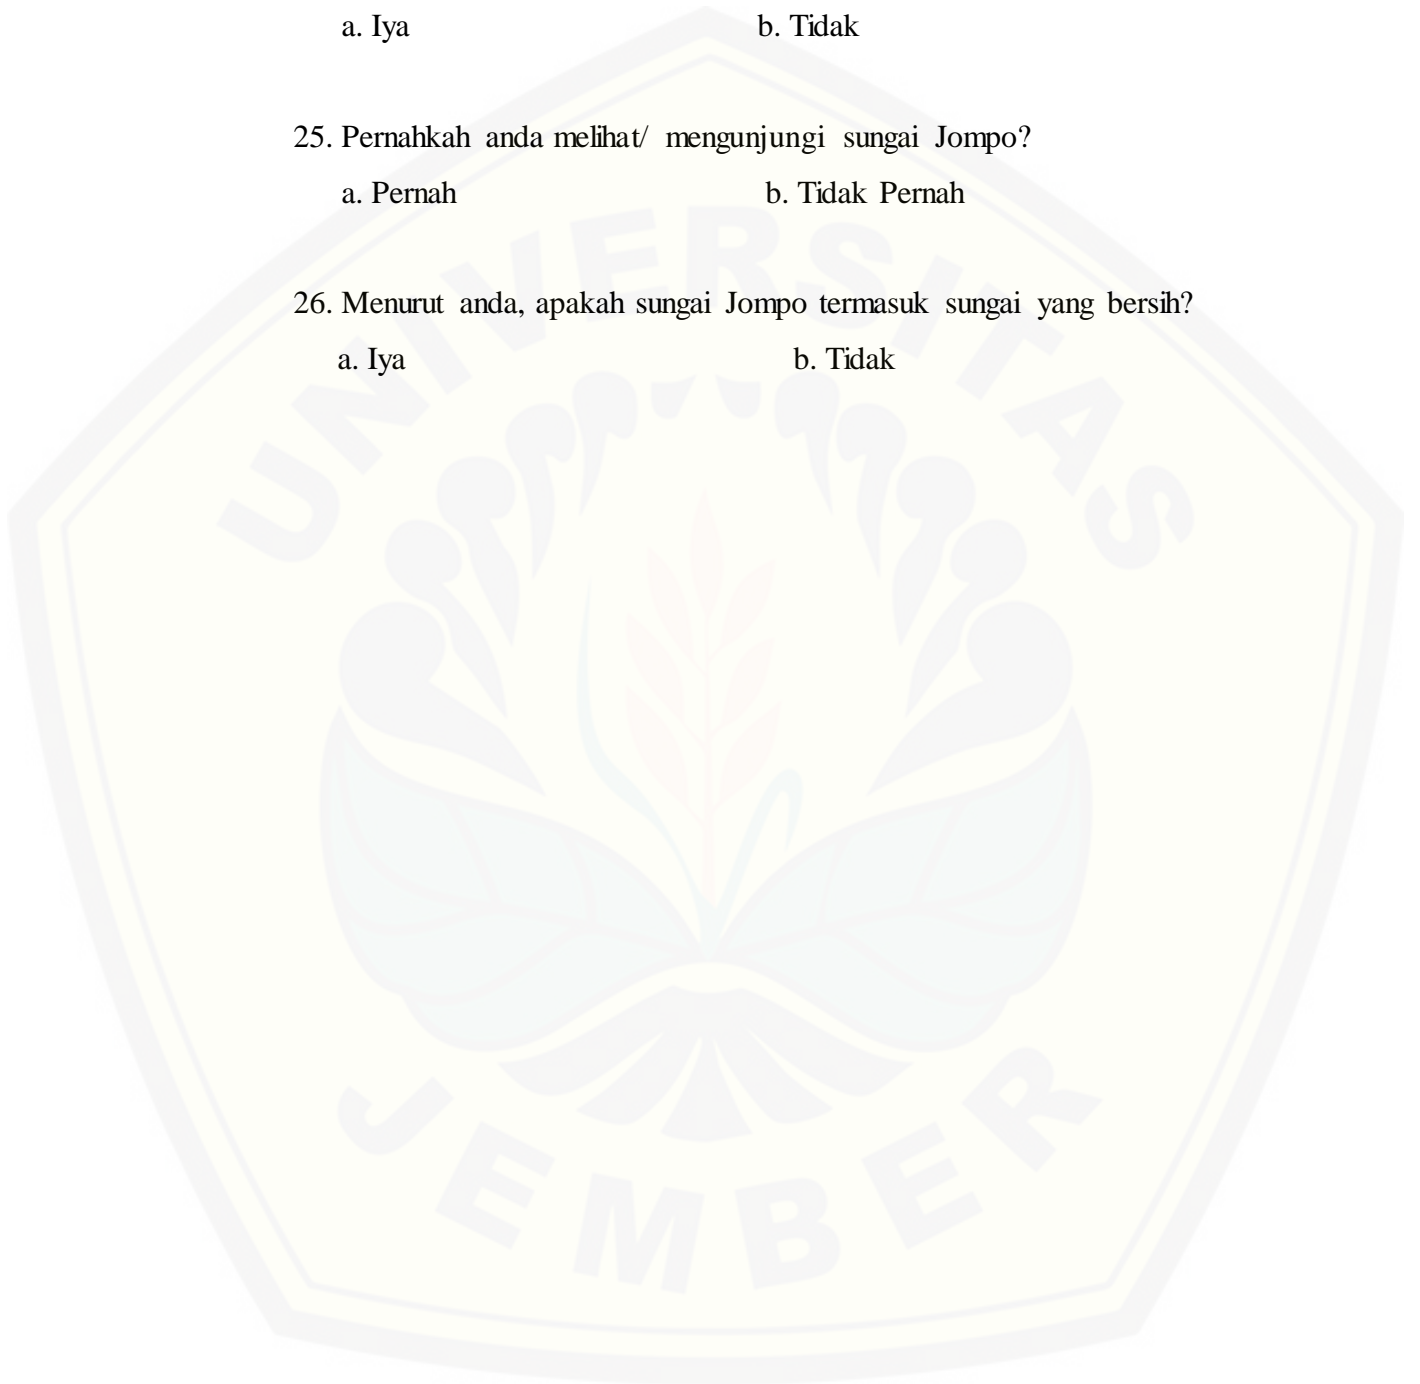 a. Iya b. Tidak
25. Pernahkah anda melihat/ mengunjungi sungai Jompo?
a. Pernah b. Tidak Pernah
26. Menurut anda, apakah sungai Jompo termasuk sungai yang bersih?
a. Iya b. Tidak
UNIVERSITAS
JEMBER